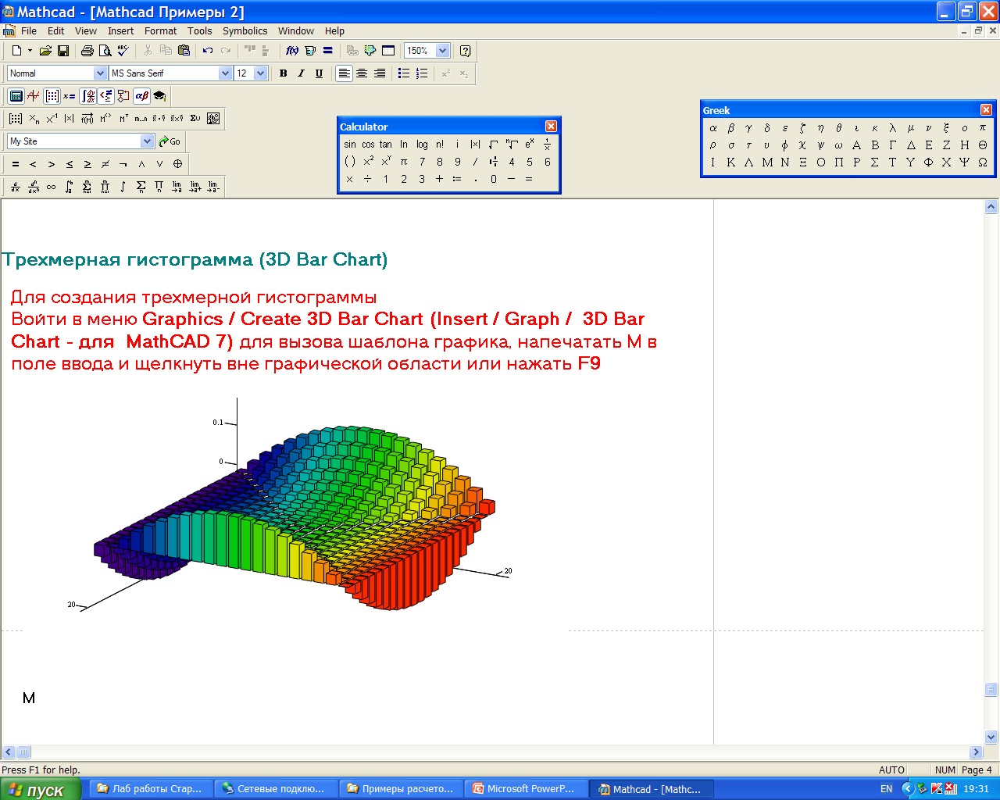 Mathcad - [Mathcad Примеры 2]
File Edit View Insert Format Tools Symbolics Window Help
150%
Normal MS Sans Serif 12 B I U
My Site Go
Calculator
sin cos tan ln log n! i |x| √ ⁿ√ eˣ 1/x
( ) x² xʸ π 7 8 9 / 4 5 6
× ÷ 1 2 3 + := . 0 − =
Greek
α β γ δ ε ζ η θ ι κ λ μ ν ξ ο π
ρ σ τ υ ϕ χ ψ ω Α Β Γ Δ Ε Ζ Η Θ
Ι Κ Λ Μ Ν Ξ Ο Π Ρ Σ Τ Υ Φ Χ Ψ Ω
Трехмерная гистограмма (3D Bar Chart)
Для создания трехмерной гистограммы
Войти в меню Graphics / Create 3D Bar Chart (Insert / Graph / 3D Bar
Chart - для MathCAD 7) для вызова шаблона графика, напечатать М в
поле ввода и щелкнуть вне графической области или нажать F9
0.1
0
20
20
M
Press F1 for help. AUTO NUM Page 4
пуск Лаб работы Стар... Сетевые подклю... Примеры расчето... Microsoft PowerP... Mathcad - [Mathc... EN 19:31